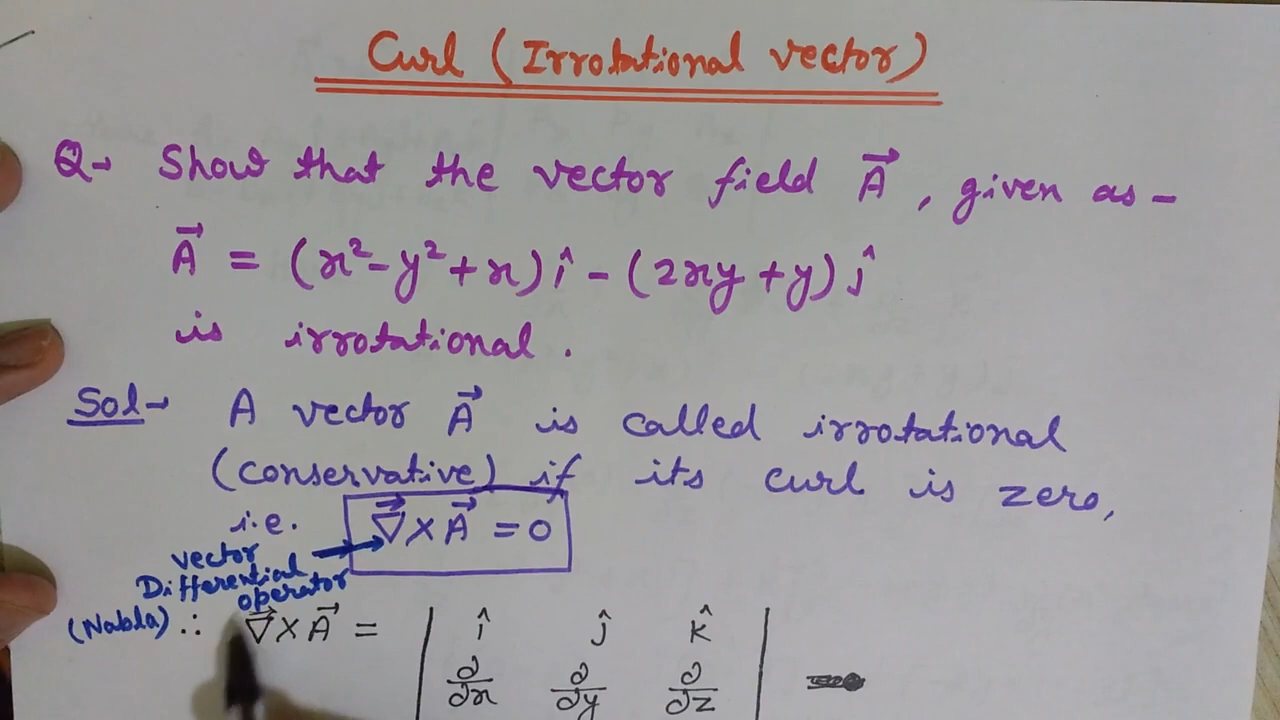 Curl (Irrotational vector)
Q→ Show that the vector field A⃗, given as -
A⃗ = (x²-y²+x)î - (2xy+y)ĵ
is irrotational.
Sol→ A vector A⃗ is called irrotational
(conservative) if its curl is zero,
i.e. ∇⃗×A⃗ = 0
vector
Differential
operator
(Nabla) ∴ ∇⃗×A⃗ = | î ĵ k̂ |
∂/∂x ∂/∂y ∂/∂z